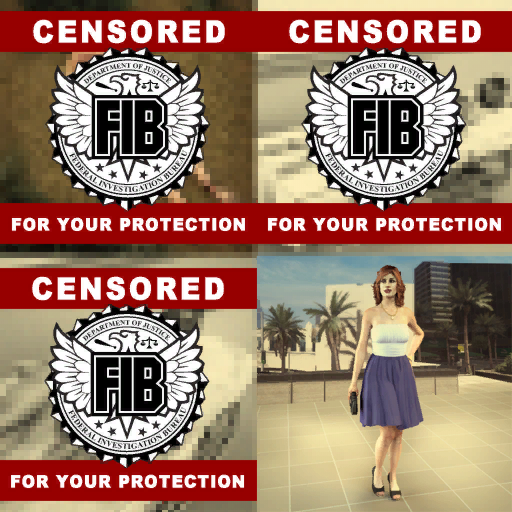 CENSORED
DEPARTMENT OF JUSTICE
FIB
FEDERAL INVESTIGATION BUREAU
FOR YOUR PROTECTION
CENSORED
DEPARTMENT OF JUSTICE
FIB
FEDERAL INVESTIGATION BUREAU
FOR YOUR PROTECTION
CENSORED
DEPARTMENT OF JUSTICE
FIB
FEDERAL INVESTIGATION BUREAU
FOR YOUR PROTECTION